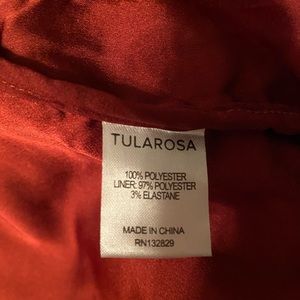 TULAROSA
100% POLYESTER
LINER: 97% POLYESTER
3% ELASTANE
MADE IN CHINA
RN132829